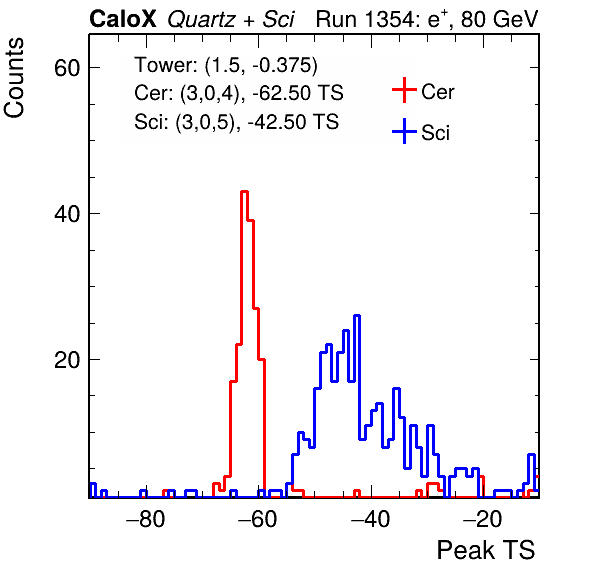 CaloX Quartz + Sci Run 1354: e⁺, 80 GeV
Counts
Tower: (1.5, -0.375)
Cer: (3,0,4), -62.50 TS
Sci: (3,0,5), -42.50 TS
Cer
Sci
60
40
20
−80 −60 −40 −20
Peak TS